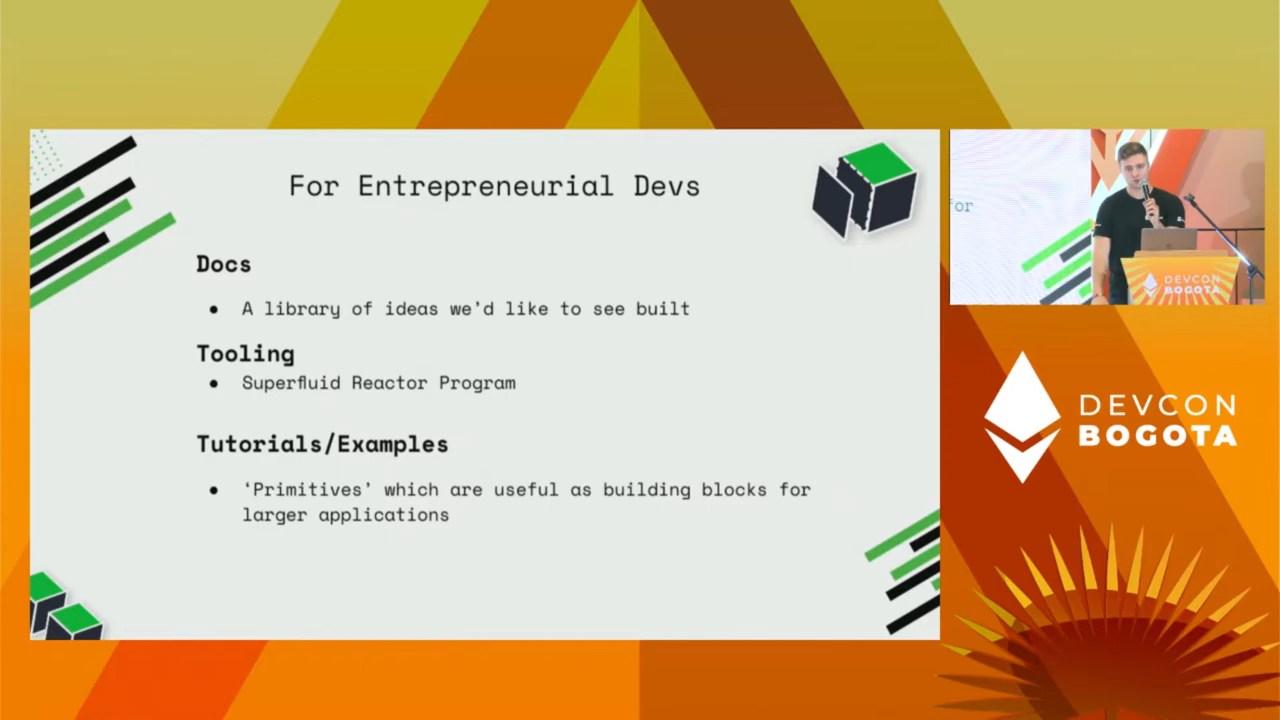 For Entrepreneurial Devs
Docs
● A library of ideas we'd like to see built
Tooling
● Superfluid Reactor Program
Tutorials/Examples
● ‘Primitives’ which are useful as building blocks for
larger applications
for
DEVCON
BOGOTA
DEVCON
BOGOTA